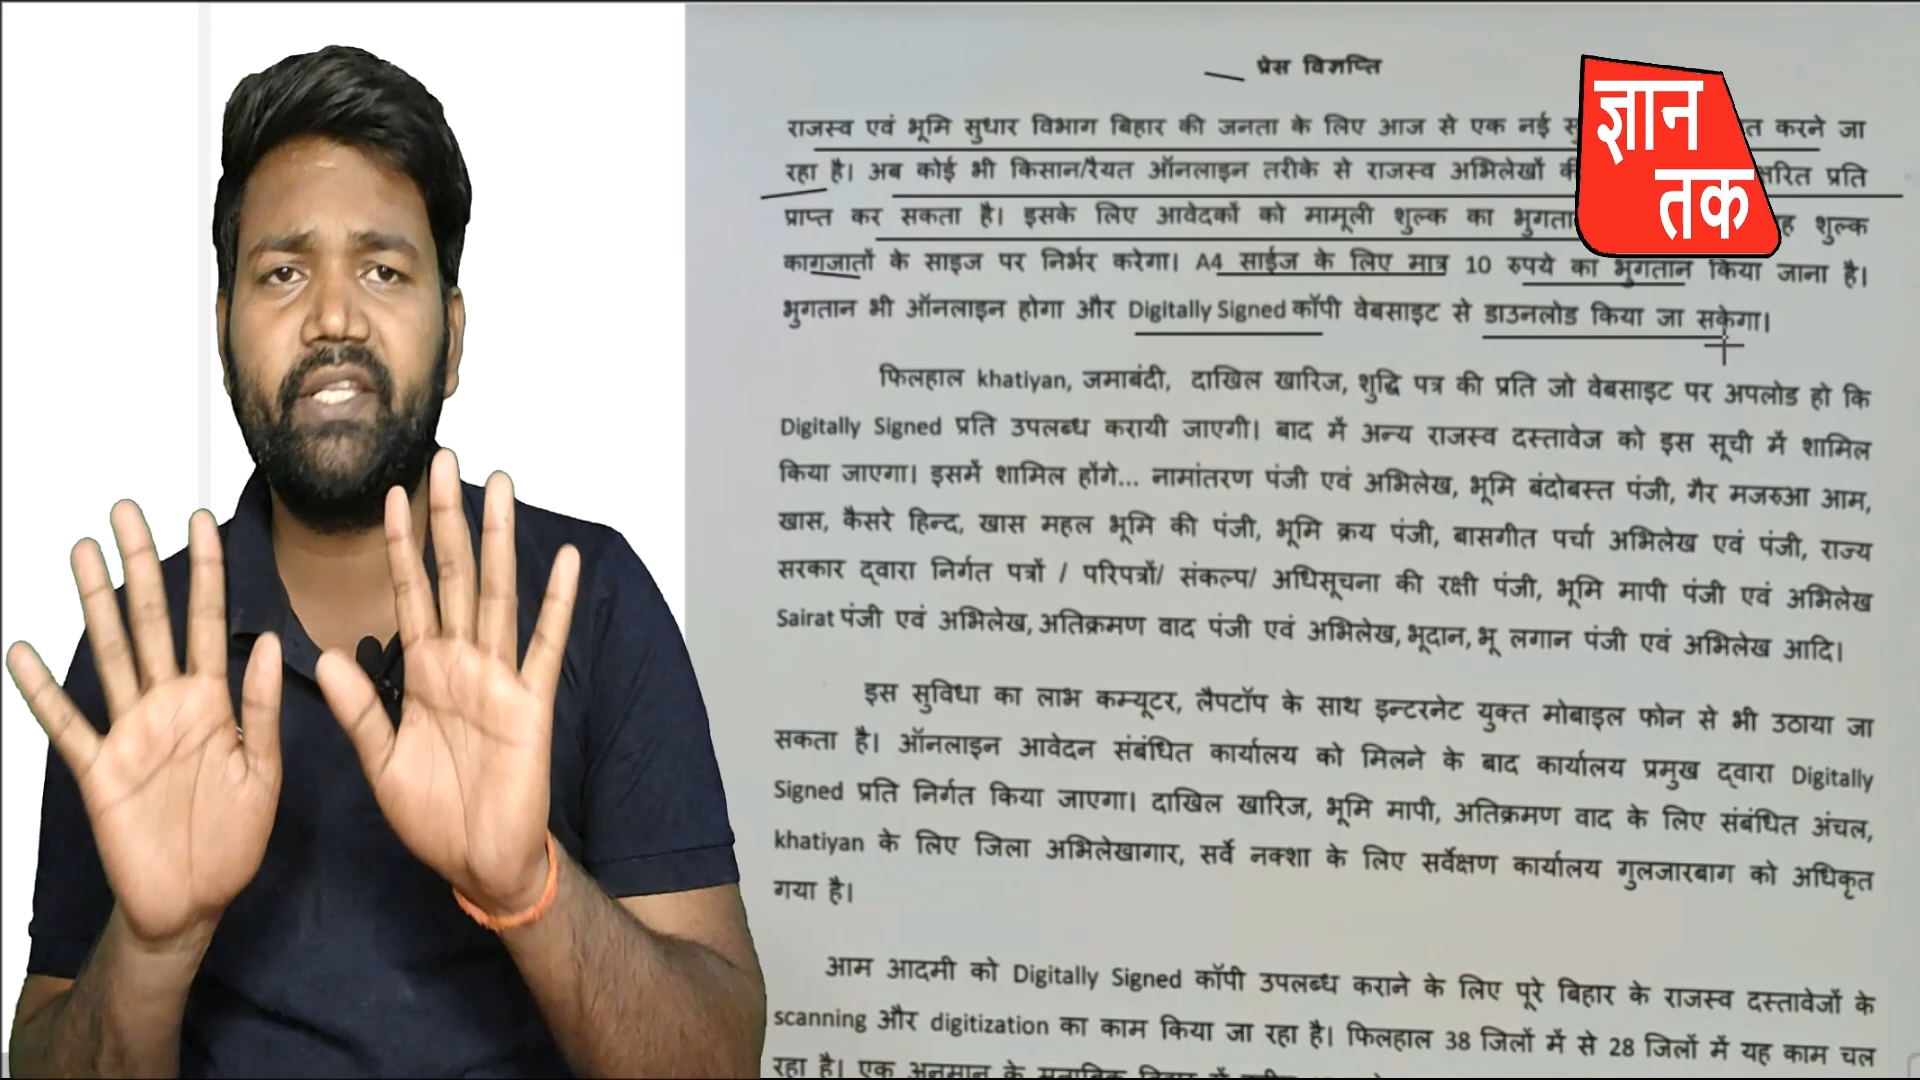 प्रेस विज्ञप्ति
राजस्व एवं भूमि सुधार विभाग बिहार की जनता के लिए आज से एक नई करने जा
रहा है। अब कोई भी किसान/रैयत ऑनलाइन तरीके से राजस्व अभिलेखों प्रति
प्राप्त कर सकता है। इसके लिए आवेदकों को मामूली शुल्क का शुल्क
कागजातों के साइज पर निर्भर करेगा। A4 साईज के लिए मात्र 10 रुपये का भुगतान किया जाना है।
भुगतान भी ऑनलाइन होगा और Digitally Signed कॉपी वेबसाइट से डाउनलोड किया जा सकेगा।
फिलहाल khatiyan, जमाबंदी, दाखिल खारिज, शुद्धि पत्र की प्रति जो वेबसाइट पर अपलोड हो कि
Digitally Signed प्रति उपलब्ध करायी जाएगी। बाद में अन्य राजस्व दस्तावेज को इस सूची में शामिल
किया जाएगा। इसमें शामिल होंगे... नामांतरण पंजी एवं अभिलेख, भूमि बंदोबस्त पंजी, गैर मजरुआ आम,
खास, कैसरे हिन्द, खास महल भूमि की पंजी, भूमि क्रय पंजी, बासगीत पर्चा अभिलेख एवं पंजी, राज्य
सरकार द्वारा निर्गत पत्रों / परिपत्रों/ संकल्प/ अधिसूचना की रक्षी पंजी, भूमि मापी पंजी एवं अभिलेख
Sairat पंजी एवं अभिलेख, अतिक्रमण वाद पंजी एवं अभिलेख, भूदान, भू लगान पंजी एवं अभिलेख आदि।
इस सुविधा का लाभ कम्यूटर, लैपटॉप के साथ इन्टरनेट युक्त मोबाइल फोन से भी उठाया जा
सकता है। ऑनलाइन आवेदन संबंधित कार्यालय को मिलने के बाद कार्यालय प्रमुख द्वारा Digitally
Signed प्रति निर्गत किया जाएगा। दाखिल खारिज, भूमि मापी, अतिक्रमण वाद के लिए संबंधित अंचल,
khatiyan के लिए जिला अभिलेखागार, सर्वे नक्शा के लिए सर्वेक्षण कार्यालय गुलजारबाग को अधिकृत
गया है।
आम आदमी को Digitally Signed कॉपी उपलब्ध कराने के लिए पूरे बिहार के राजस्व दस्तावेजों के
scanning और digitization का काम किया जा रहा है। फिलहाल 38 जिलों में से 28 जिलों में यह काम चल
रहा है। एक अनुमान के
ज्ञान
तक